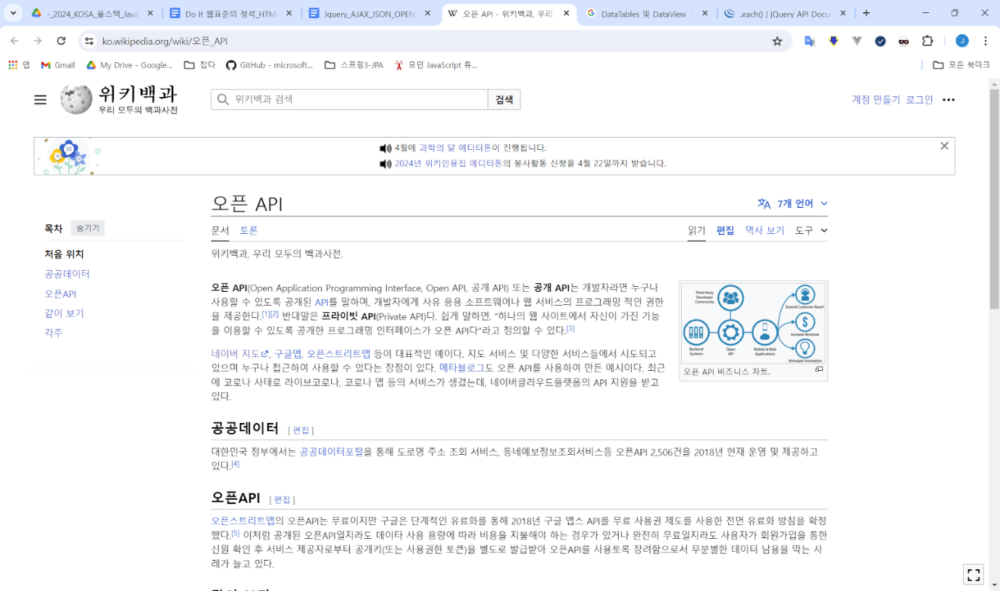 -_2024_KOSA_풀스택_Java
Do it 웹표준의 정석_HTML
Jquery_AJAX_JSON_OPEN_
오픈 API - 위키백과, 우리
DataTables 및 DataView
.each() | jQuery API Docu
ko.wikipedia.org/wiki/오픈_API
J
앱
Gmail
My Drive - Google...
잡다
GitHub - microsoft...
스프링3-JPA
모던 JavaScript 튜...
모든 북마크
위키백과
우리 모두의 백과사전
위키백과 검색
검색
계정 만들기 로그인
4월에 과학의 달 에디터톤이 진행됩니다.
2024년 위키인용집 에디터톤의 봉사활동 신청을 4월 22일까지 받습니다.
목차 숨기기
처음 위치
공공데이터
오픈API
같이 보기
각주
오픈 API
7개 언어
문서 토론
읽기 편집 역사 보기 도구
위키백과, 우리 모두의 백과사전.
오픈 API(Open Application Programming Interface, Open API, 공개 API) 또는 공개 API는 개발자라면 누구나
사용할 수 있도록 공개된 API를 말하며, 개발자에게 사유 응용 소프트웨어나 웹 서비스의 프로그래밍 적인 권한
을 제공한다.[1][2] 반대말은 프라이빗 API(Private API)다. 쉽게 말하면, "하나의 웹 사이트에서 자신이 가진 기능
을 이용할 수 있도록 공개한 프로그래밍 인터페이스가 오픈 API다"라고 정의할 수 있다.[3]
네이버 지도, 구글맵, 오픈스트리트맵 등이 대표적인 예이다. 지도 서비스 및 다양한 서비스들에서 시도되고
있으며 누구나 접근하여 사용할 수 있다는 장점이 있다. 메타블로그도 오픈 API를 사용하여 만든 예시이다. 최근
에 코로나 사태로 라이브코로나, 코로나 맵 등의 서비스가 생겼는데, 네이버클라우드플랫폼의 API 지원을 받고
있다.
Third-Party
Developer
Community
Extend Customer Reach
Increase Revenue
Backend
Systems
Open
API
Mobile & Web
Applications
Stimulate Innovation
오픈 API 비즈니스 차트.
공공데이터 [ 편집 ]
대한민국 정부에서는 공공데이터포털을 통해 도로명 주소 조회 서비스, 동네예보정보조회서비스등 오픈API 2,506건을 2018년 현재 운영 및 제공하고
있다.[4]
오픈API [ 편집 ]
오픈스트리트맵의 오픈API는 무료이지만 구글은 단계적인 유료화를 통해 2018년 구글 맵스 API를 무료 사용권 제도를 사용한 전면 유료화 방침을 확정
했다.[5] 이처럼 공개된 오픈API일지라도 데이타 사용 용량에 따라 비용을 지불해야 하는 경우가 있거나 완전히 무료일지라도 사용자가 회원가입을 통한
신원 확인 후 서비스 제공자로부터 공개키(또는 사용권한 토큰)을 별도로 발급받아 오픈API를 사용토록 장려함으로서 무분별한 데이터 남용을 막는 사
례가 늘고 있다.